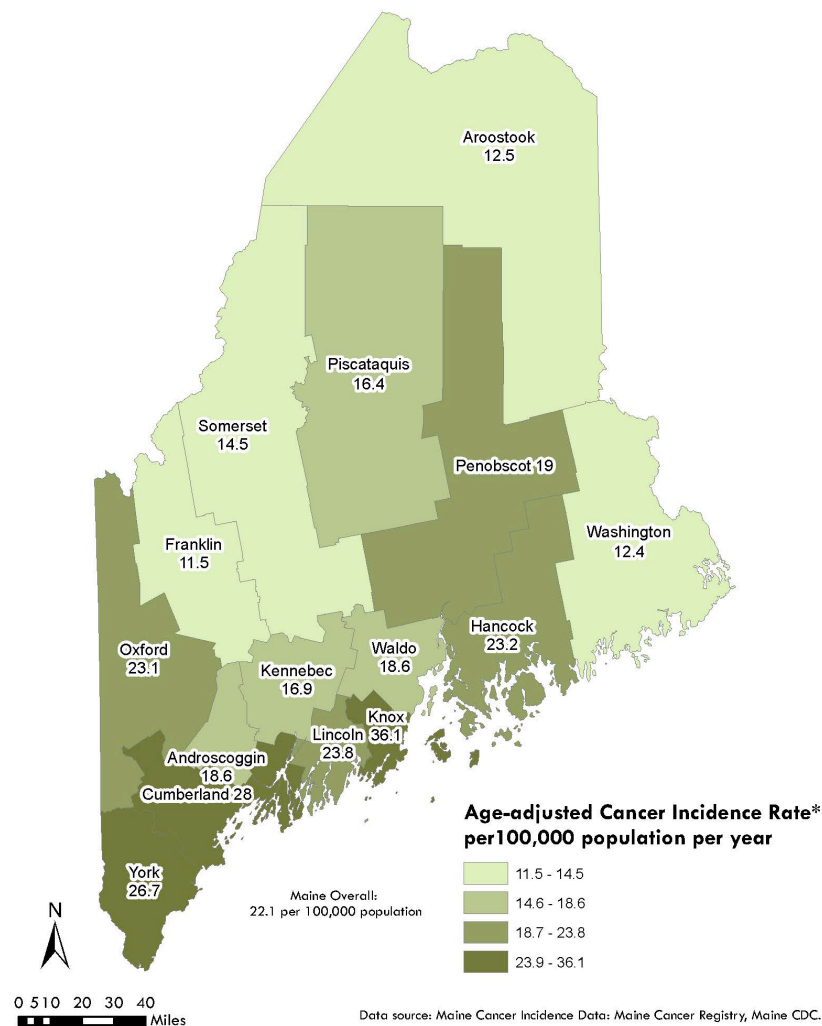 Aroostook
12.5
Piscataquis
16.4
Somerset
14.5
Penobscot 19
Franklin
11.5
Washington
12.4
Hancock
23.2
Oxford
23.1
Waldo
18.6
Kennebec
16.9
Knox
36.1
Lincoln
23.8
Androscoggin
18.6
Cumberland 28
York
26.7
Maine Overall:
22.1 per 100,000 population
Age-adjusted Cancer Incidence Rate*
per100,000 population per year
11.5 - 14.5
14.6 - 18.6
18.7 - 23.8
23.9 - 36.1
N
0 5 10 20 30 40
Miles
Data source: Maine Cancer Incidence Data: Maine Cancer Registry, Maine CDC.